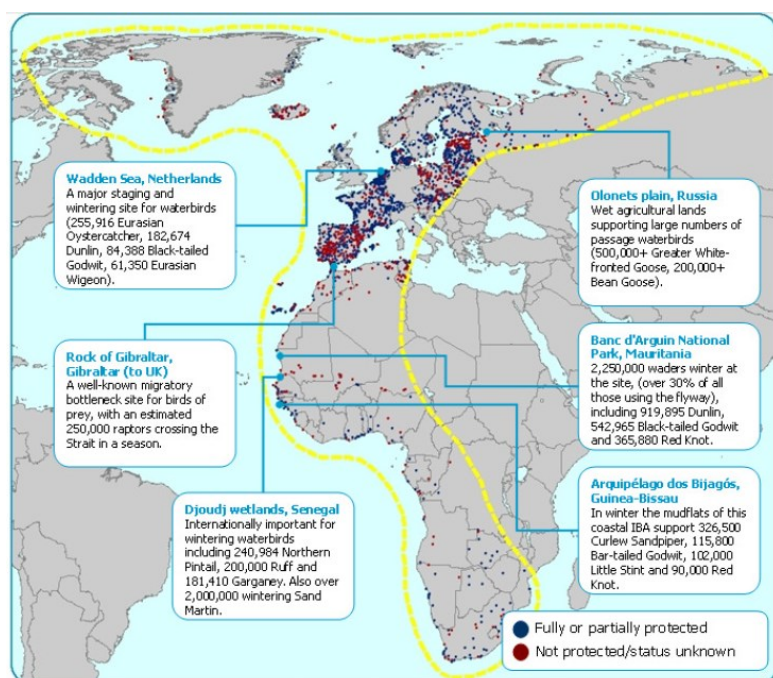 Wadden Sea, Netherlands
A major staging and
wintering site for waterbirds
(255,916 Eurasian
Oystercatcher, 182,674
Dunlin, 84,388 Black-tailed
Godwit, 61,350 Eurasian
Wigeon).
Olonets plain, Russia
Wet agricultural lands
supporting large numbers of
passage waterbirds
(500,000+ Greater White-
fronted Goose, 200,000+
Bean Goose).
Rock of Gibraltar,
Gibraltar (to UK)
A well-known migratory
bottleneck site for birds of
prey, with an estimated
250,000 raptors crossing the
Strait in a season.
Banc d'Arguin National
Park, Mauritania
2,250,000 waders winter at
the site, (over 30% of all
those using the flyway),
including 919,895 Dunlin,
542,965 Black-tailed Godwit
and 365,880 Red Knot.
Djoudj wetlands, Senegal
Internationally important for
wintering waterbirds
including 240,984 Northern
Pintail, 200,000 Ruff and
181,410 Garganey. Also over
2,000,000 wintering Sand
Martin.
Arquipélago dos Bijagós,
Guinea-Bissau
In winter the mudflats of this
coastal IBA support 326,500
Curlew Sandpiper, 115,800
Bar-tailed Godwit, 102,000
Little Stint and 90,000 Red
Knot.
Fully or partially protected
Not protected/status unknown